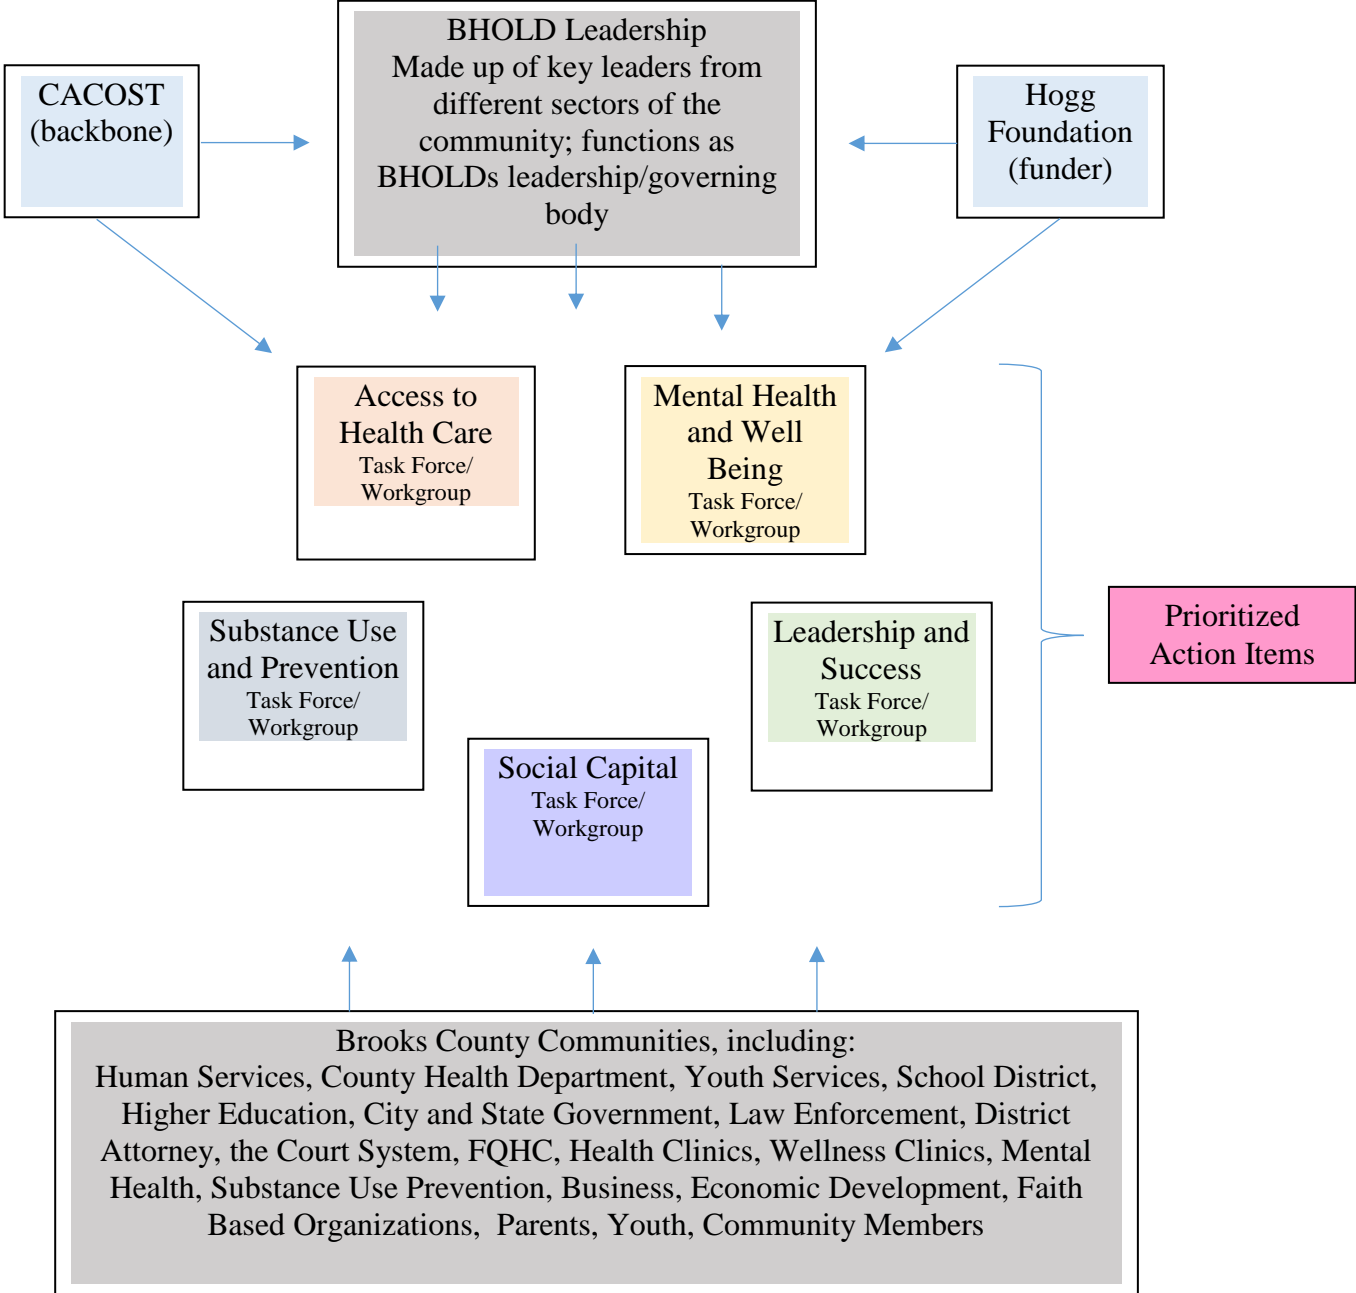 BHOLD Leadership
Made up of key leaders from
different sectors of the
community; functions as
BHOLDs leadership/governing
body
CACOST
(backbone)
Hogg
Foundation
(funder)
Access to
Health Care
Task Force/
Workgroup
Mental Health
and Well
Being
Task Force/
Workgroup
Substance Use
and Prevention
Task Force/
Workgroup
Leadership and
Success
Task Force/
Workgroup
Social Capital
Task Force/
Workgroup
Prioritized
Action Items
Brooks County Communities, including:
Human Services, County Health Department, Youth Services, School District,
Higher Education, City and State Government, Law Enforcement, District
Attorney, the Court System, FQHC, Health Clinics, Wellness Clinics, Mental
Health, Substance Use Prevention, Business, Economic Development, Faith
Based Organizations,  Parents, Youth, Community Members